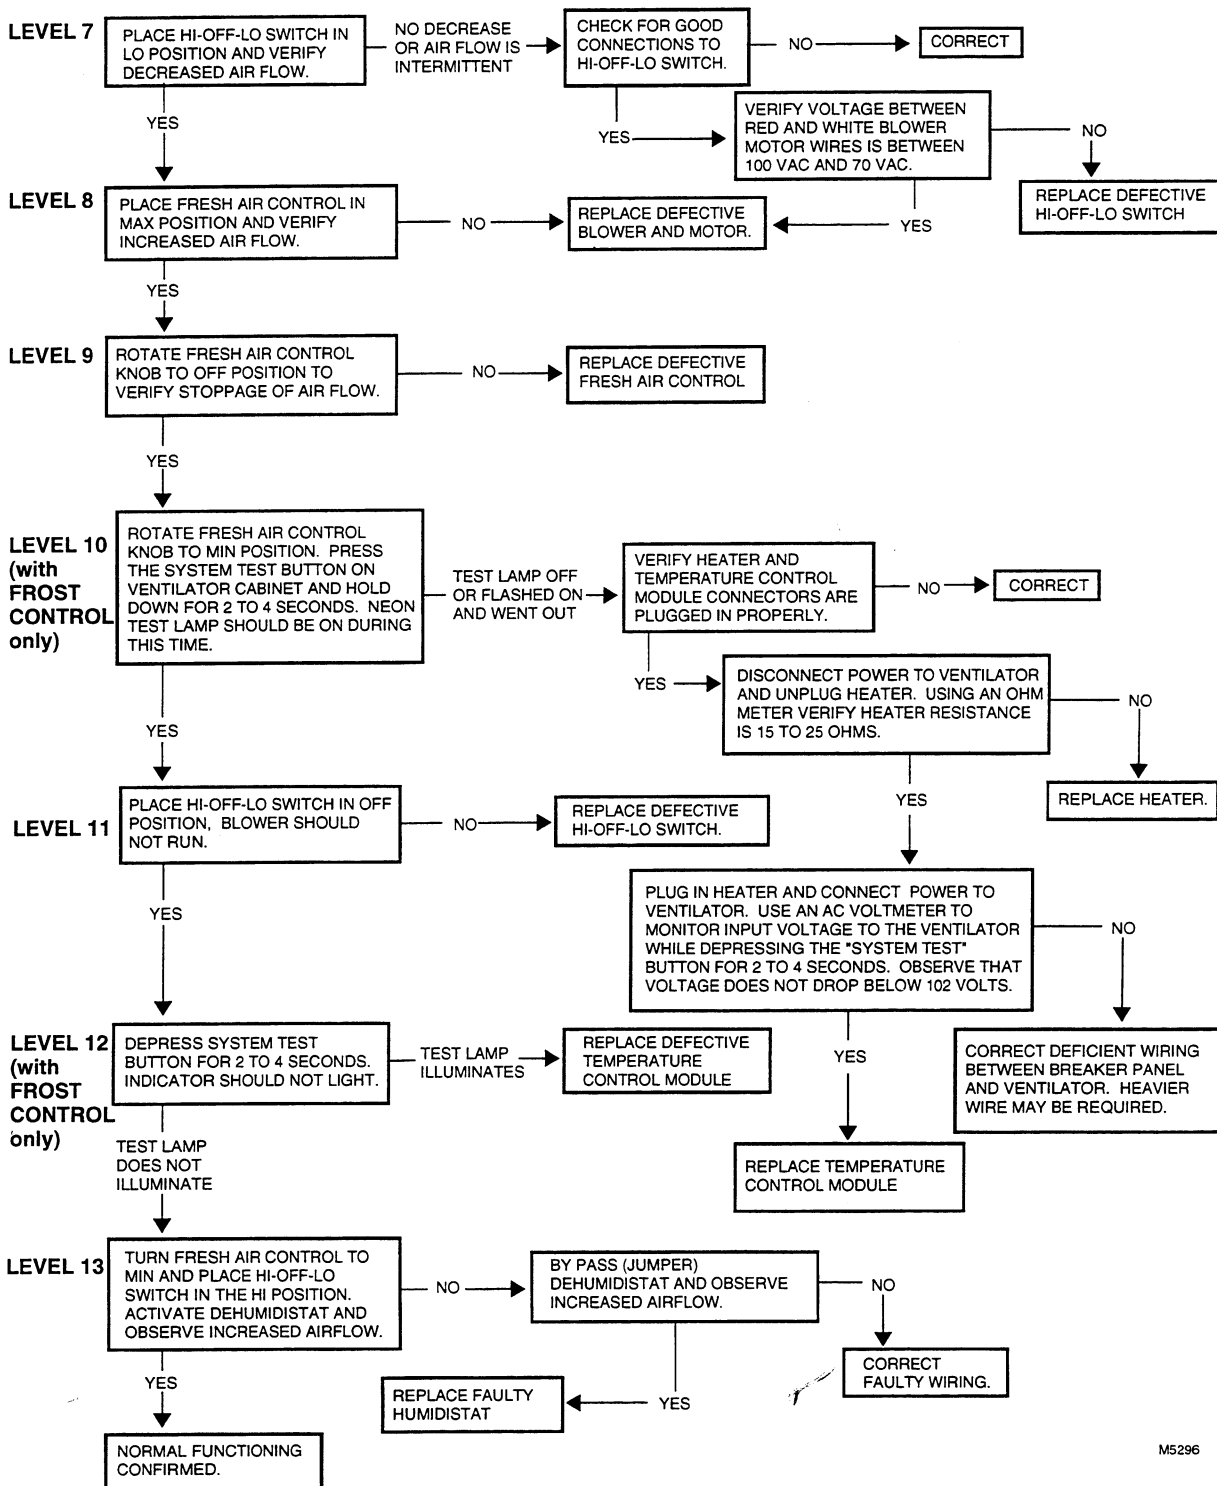 LEVEL 7
PLACE HI-OFF-LO SWITCH IN
LO POSITION AND VERIFY
DECREASED AIR FLOW.
NO DECREASE
OR AIR FLOW IS
INTERMITTENT
CHECK FOR GOOD
CONNECTIONS TO
HI-OFF-LO SWITCH.
NO
CORRECT
YES
YES
VERIFY VOLTAGE BETWEEN
RED AND WHITE BLOWER
MOTOR WIRES IS BETWEEN
100 VAC AND 70 VAC.
NO
REPLACE DEFECTIVE
HI-OFF-LO SWITCH
YES
LEVEL 8
PLACE FRESH AIR CONTROL IN
MAX POSITION AND VERIFY
INCREASED AIR FLOW.
NO
REPLACE DEFECTIVE
BLOWER AND MOTOR.
YES
LEVEL 9
ROTATE FRESH AIR CONTROL
KNOB TO OFF POSITION TO
VERIFY STOPPAGE OF AIR FLOW.
NO
REPLACE DEFECTIVE
FRESH AIR CONTROL
YES
LEVEL 10
(with
FROST
CONTROL
only)
ROTATE FRESH AIR CONTROL
KNOB TO MIN POSITION. PRESS
THE SYSTEM TEST BUTTON ON
VENTILATOR CABINET AND HOLD
DOWN FOR 2 TO 4 SECONDS. NEON
TEST LAMP SHOULD BE ON DURING
THIS TIME.
TEST LAMP OFF
OR FLASHED ON
AND WENT OUT
VERIFY HEATER AND
TEMPERATURE CONTROL
MODULE CONNECTORS ARE
PLUGGED IN PROPERLY.
NO
CORRECT
YES
DISCONNECT POWER TO VENTILATOR
AND UNPLUG HEATER. USING AN OHM
METER VERIFY HEATER RESISTANCE
IS 15 TO 25 OHMS.
NO
REPLACE HEATER.
YES
YES
LEVEL 11
PLACE HI-OFF-LO SWITCH IN OFF
POSITION, BLOWER SHOULD
NOT RUN.
NO
REPLACE DEFECTIVE
HI-OFF-LO SWITCH.
YES
PLUG IN HEATER AND CONNECT POWER TO
VENTILATOR. USE AN AC VOLTMETER TO
MONITOR INPUT VOLTAGE TO THE VENTILATOR
WHILE DEPRESSING THE "SYSTEM TEST"
BUTTON FOR 2 TO 4 SECONDS. OBSERVE THAT
VOLTAGE DOES NOT DROP BELOW 102 VOLTS.
NO
CORRECT DEFICIENT WIRING
BETWEEN BREAKER PANEL
AND VENTILATOR. HEAVIER
WIRE MAY BE REQUIRED.
YES
REPLACE TEMPERATURE
CONTROL MODULE
LEVEL 12
(with
FROST
CONTROL
only)
DEPRESS SYSTEM TEST
BUTTON FOR 2 TO 4 SECONDS.
INDICATOR SHOULD NOT LIGHT.
TEST LAMP
ILLUMINATES
REPLACE DEFECTIVE
TEMPERATURE
CONTROL MODULE
TEST LAMP
DOES NOT
ILLUMINATE
LEVEL 13
TURN FRESH AIR CONTROL TO
MIN AND PLACE HI-OFF-LO
SWITCH IN THE HI POSITION.
ACTIVATE DEHUMIDISTAT AND
OBSERVE INCREASED AIRFLOW.
NO
BY PASS (JUMPER)
DEHUMIDISTAT AND OBSERVE
INCREASED AIRFLOW.
NO
CORRECT
FAULTY WIRING.
YES
REPLACE FAULTY
HUMIDISTAT
YES
NORMAL FUNCTIONING
CONFIRMED.
M5296